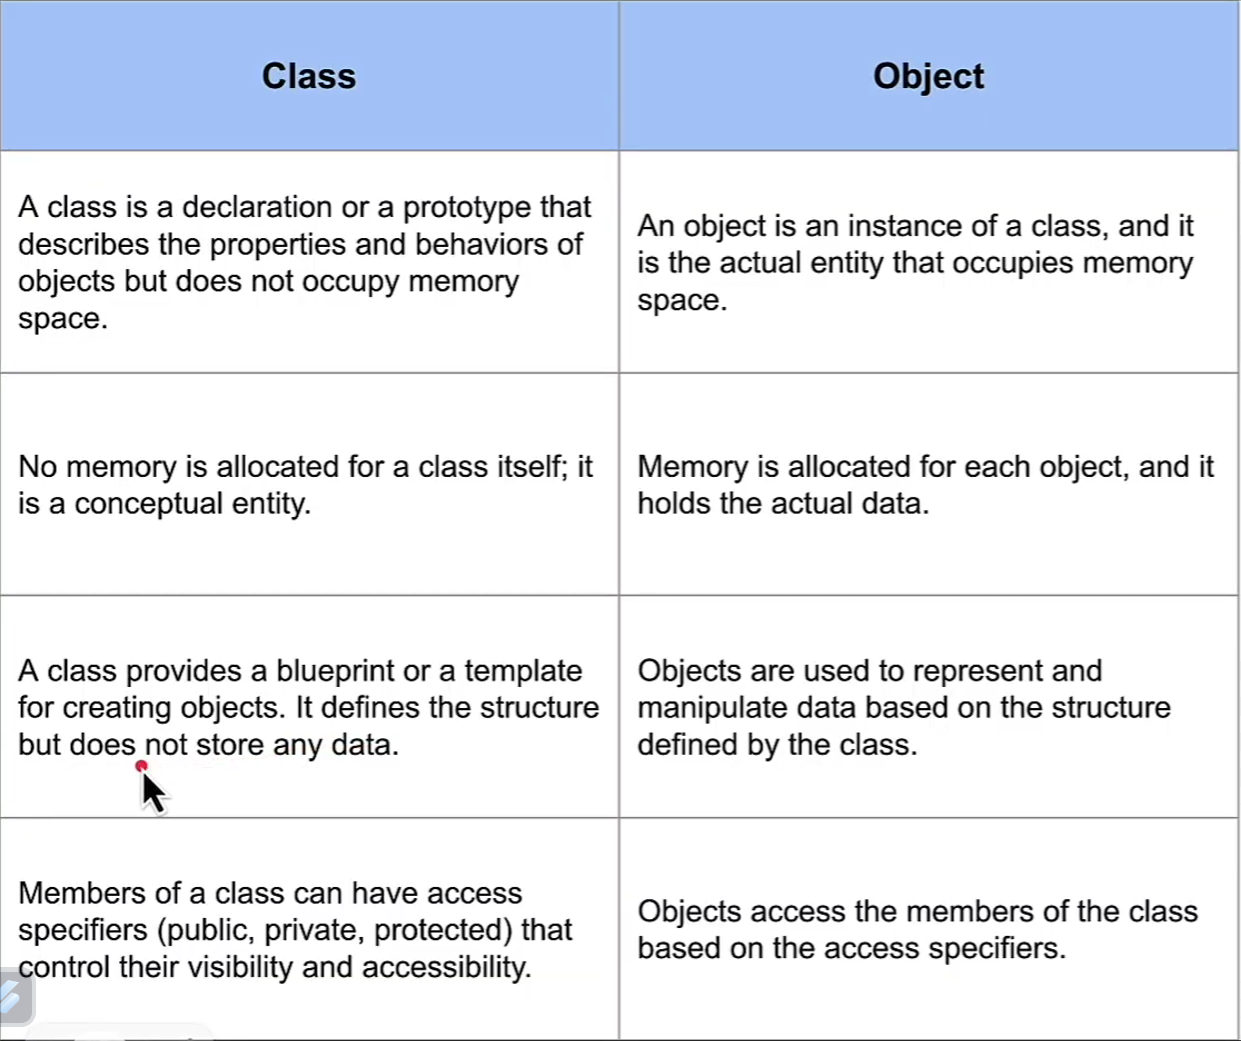 Class
Object
A class is a declaration or a prototype that
describes the properties and behaviors of
objects but does not occupy memory
space.
An object is an instance of a class, and it
is the actual entity that occupies memory
space.
No memory is allocated for a class itself; it
is a conceptual entity.
Memory is allocated for each object, and it
holds the actual data.
A class provides a blueprint or a template
for creating objects. It defines the structure
but does not store any data.
Objects are used to represent and
manipulate data based on the structure
defined by the class.
Members of a class can have access
specifiers (public, private, protected) that
control their visibility and accessibility.
Objects access the members of the class
based on the access specifiers.